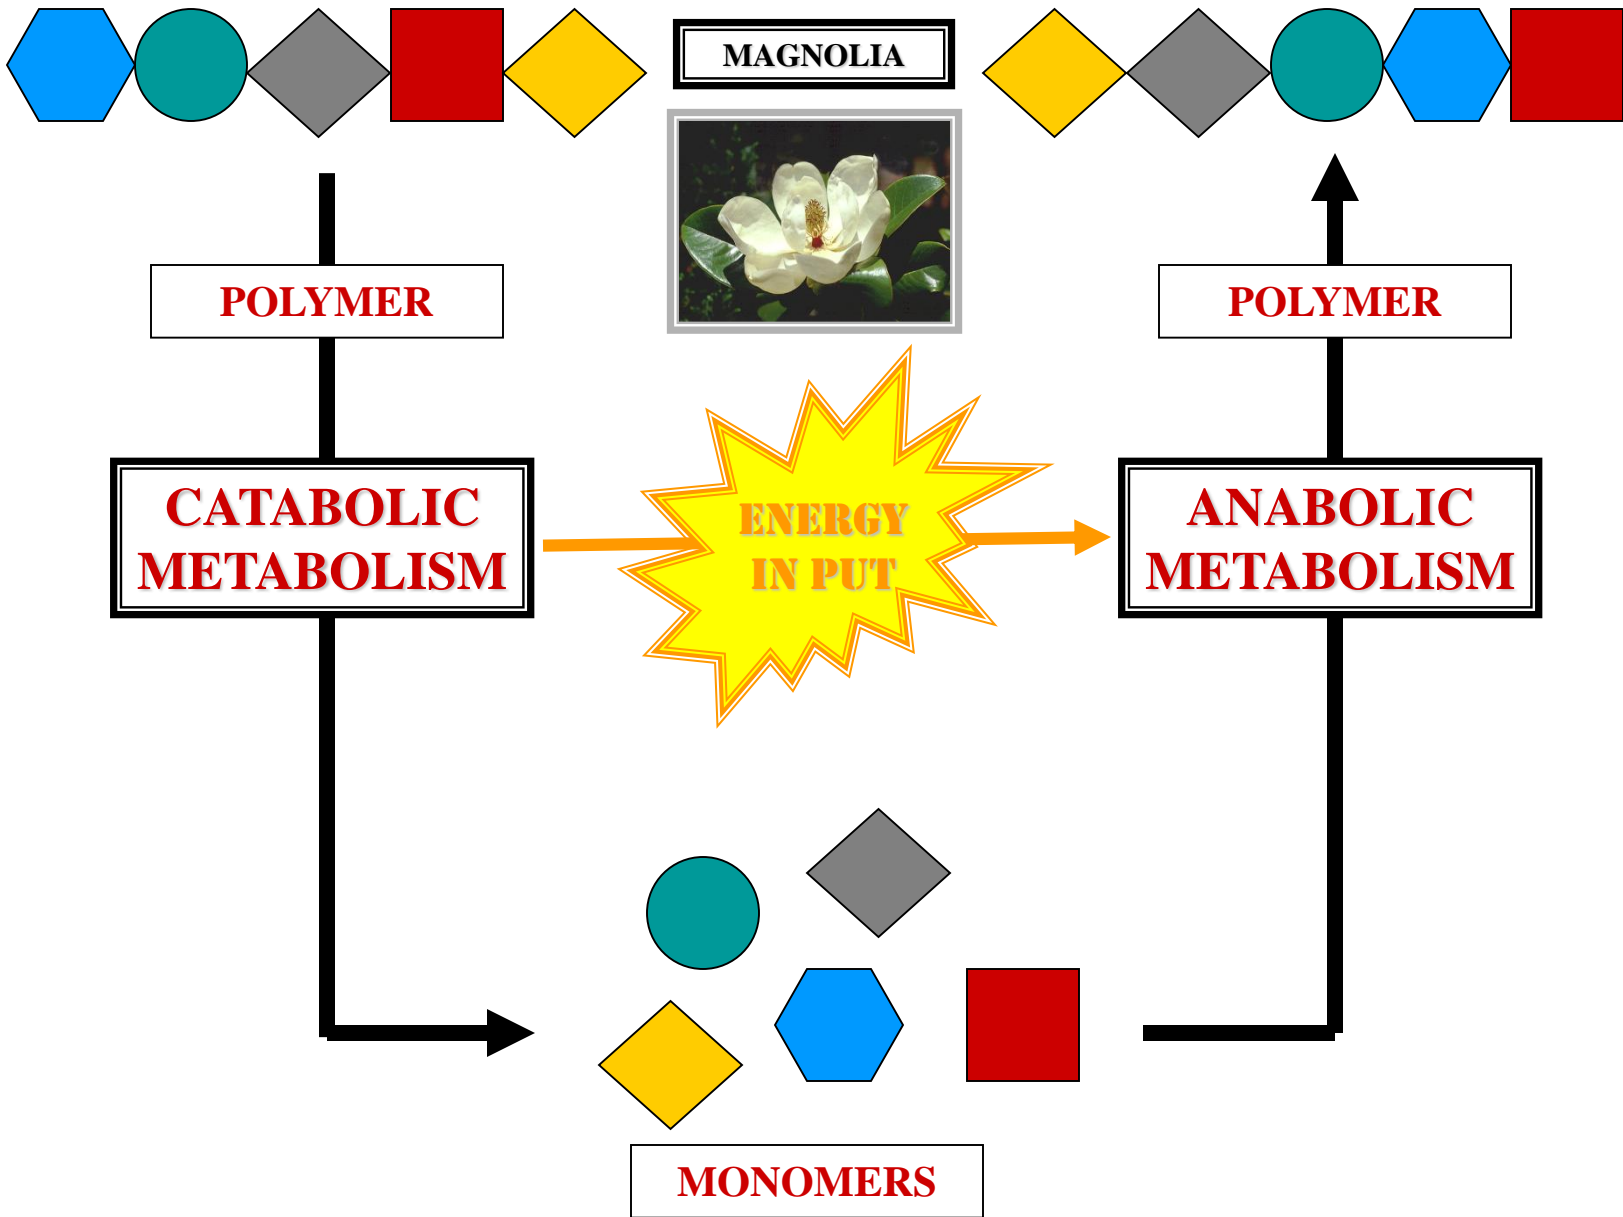 MAGNOLIA
POLYMER
POLYMER
CATABOLIC
METABOLISM
ENERGY
IN PUT
ANABOLIC
METABOLISM
MONOMERS